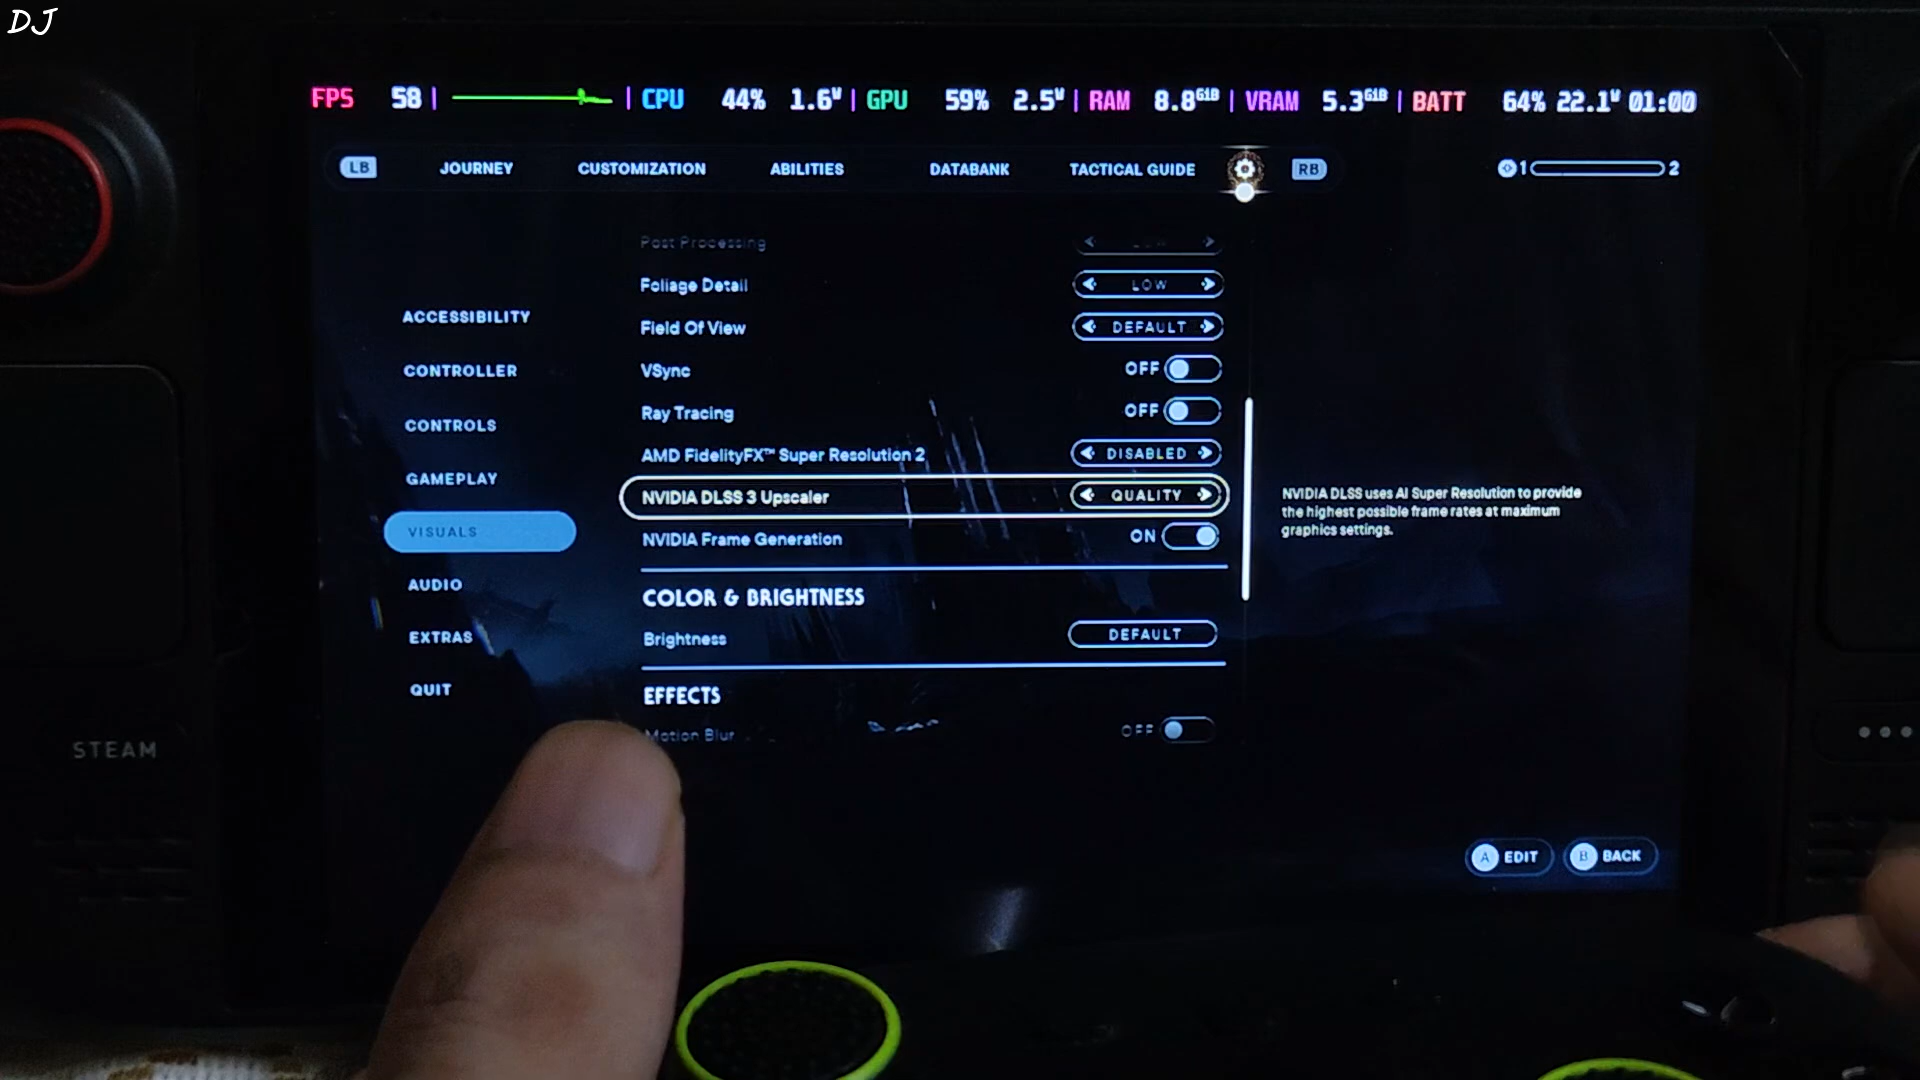 DJ
FPS 58 | | CPU 44% 1.6W | GPU 59% 2.5W | RAM 8.8GiB | VRAM 5.3GiB | BATT 64% 22.1W 01:00
LB JOURNEY CUSTOMIZATION ABILITIES DATABANK TACTICAL GUIDE RB 1 2
Post Processing LOW
Foliage Detail LOW
Field Of View DEFAULT
VSync OFF
Ray Tracing OFF
AMD FidelityFX™ Super Resolution 2 DISABLED
NVIDIA DLSS 3 Upscaler QUALITY
NVIDIA Frame Generation ON
COLOR & BRIGHTNESS
Brightness DEFAULT
EFFECTS
Motion Blur OFF
ACCESSIBILITY
CONTROLLER
CONTROLS
GAMEPLAY
VISUALS
AUDIO
EXTRAS
QUIT
NVIDIA DLSS uses AI Super Resolution to provide
the highest possible frame rates at maximum
graphics settings.
A EDIT B BACK
STEAM